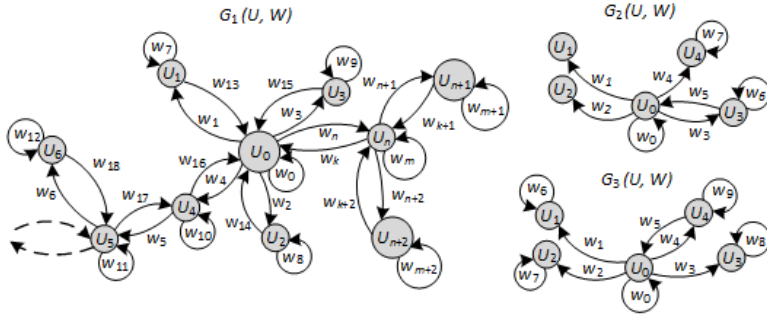 G1(U, W)
w7
U1
w13
w1
w15
w9
U3
w3
wn+1
Un+1
wm+1
wk+1
wn
Un
wk
wm
U0
w0
w12
U6
w18
w6
w17
w16
w4
U4
w10
w5
U5
w11
w2
w14
U2
w8
wk+2
wn+2
Un+2
wm+2
G2(U, W)
U1
w1
U2
w2
w4
U4
w7
w5
U0
w3
U3
w6
w0
G3(U, W)
w6
U1
w1
w5
U4
w9
w4
U2
w7
w2
U0
w3
U3
w8
w0